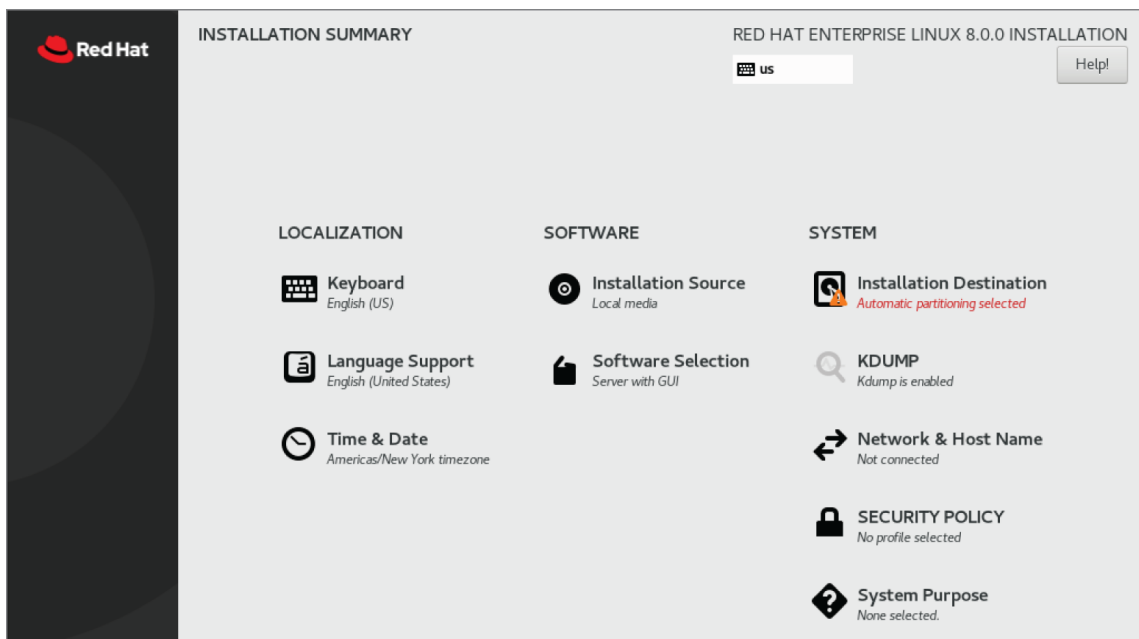 Red Hat
INSTALLATION SUMMARY
RED HAT ENTERPRISE LINUX 8.0.0 INSTALLATION
us
Help!
LOCALIZATION
Keyboard
English (US)
Language Support
English (United States)
Time & Date
Americas/New York timezone
SOFTWARE
Installation Source
Local media
Software Selection
Server with GUI
SYSTEM
Installation Destination
Automatic partitioning selected
KDUMP
Kdump is enabled
Network & Host Name
Not connected
SECURITY POLICY
No profile selected
System Purpose
None selected.